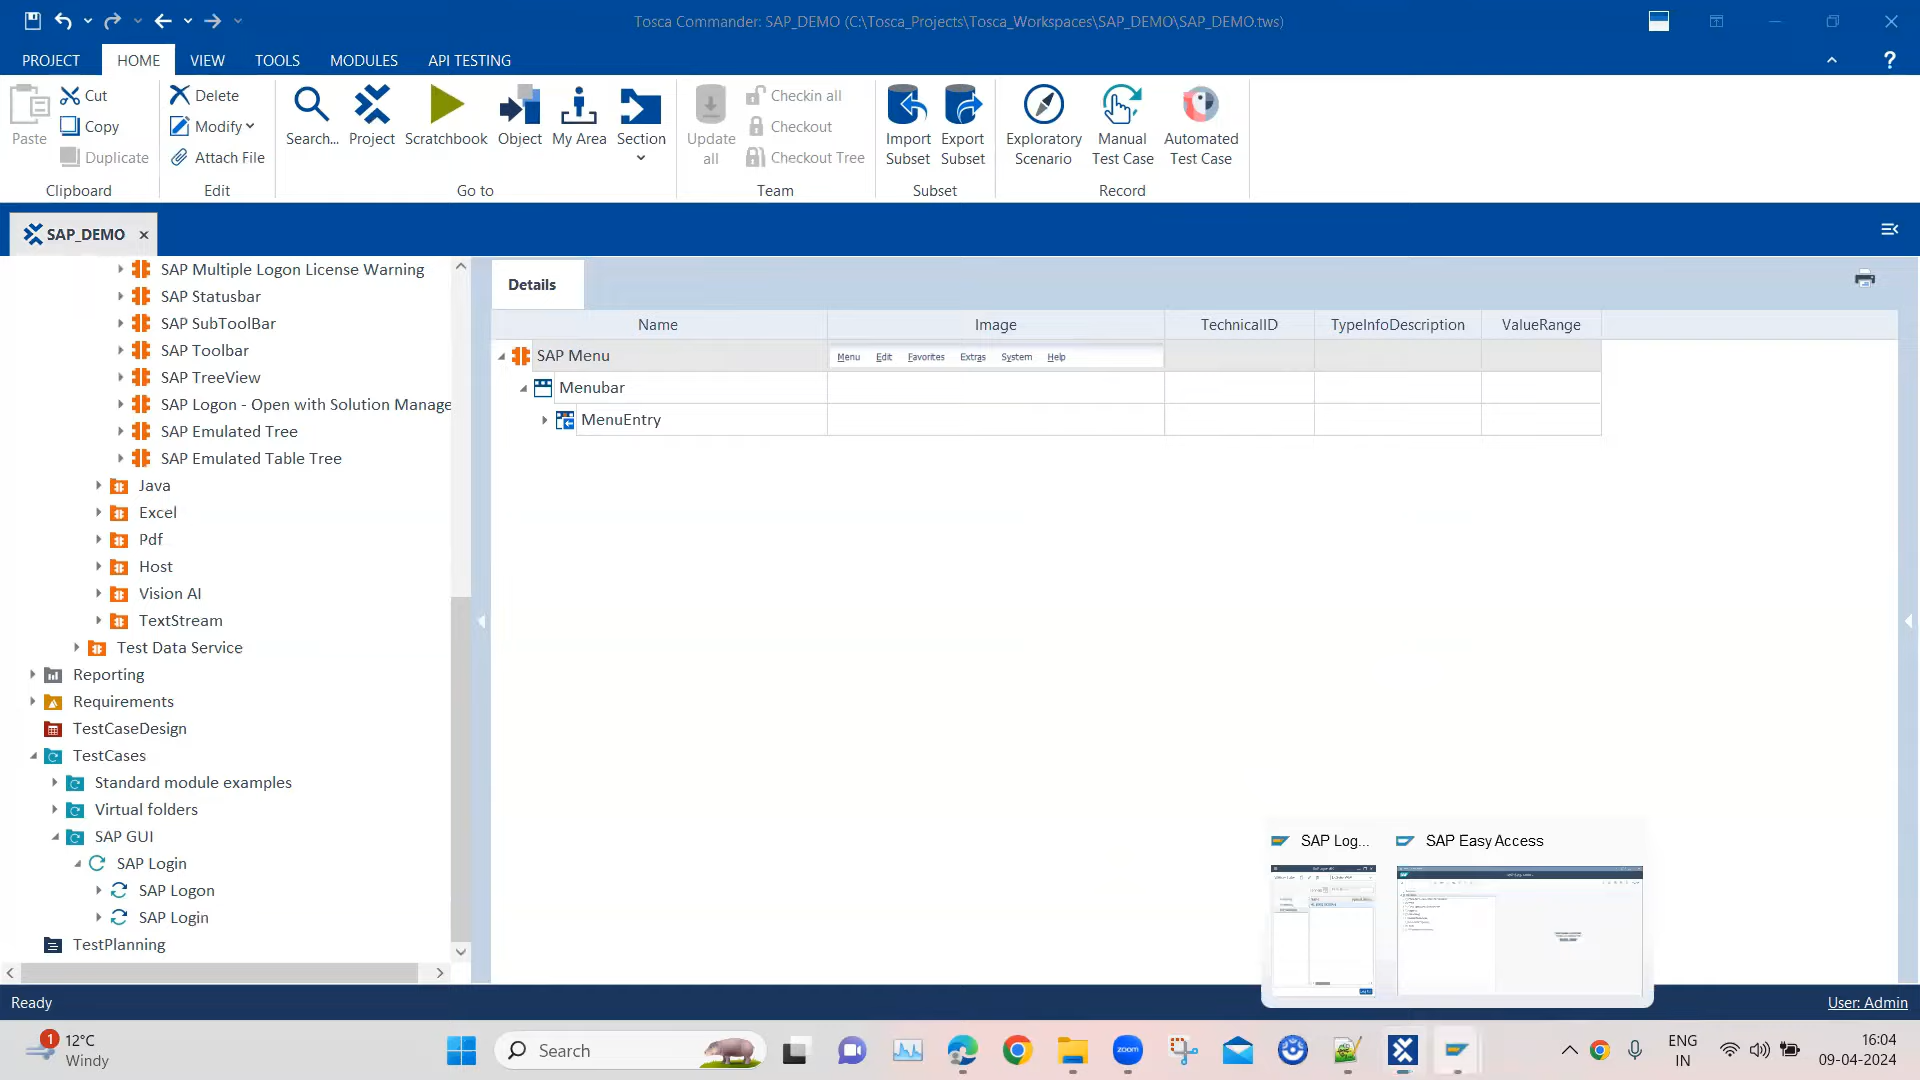 Tosca Commander: SAP_DEMO (C:\Tosca_Projects\Tosca_Workspaces\SAP_DEMO\SAP_DEMO.tws)
PROJECT HOME VIEW TOOLS MODULES API TESTING ?
Paste Cut Copy Duplicate
Clipboard
Delete Modify Attach File
Edit
Search... Project Scratchbook Object My Area Section
Go to
Update all Checkin all Checkout Checkout Tree
Team
Import Subset Export Subset
Subset
Exploratory Scenario Manual Test Case Automated Test Case
Record
SAP_DEMO
SAP Multiple Logon License Warning
SAP Statusbar
SAP SubToolBar
SAP Toolbar
SAP TreeView
SAP Logon - Open with Solution Manage
SAP Emulated Tree
SAP Emulated Table Tree
Java
Excel
Pdf
Host
Vision AI
TextStream
Test Data Service
Reporting
Requirements
TestCaseDesign
TestCases
Standard module examples
Virtual folders
SAP GUI
SAP Login
SAP Logon
SAP Login
TestPlanning
Details
Name Image TechnicalID TypeInfoDescription ValueRange
SAP Menu Menu Edit Favorites Extras System Help
Menubar
MenuEntry
SAP Log... SAP Easy Access
Ready User: Admin
1
12°C
Windy
Search
zoom
ENG
IN
16:04
09-04-2024